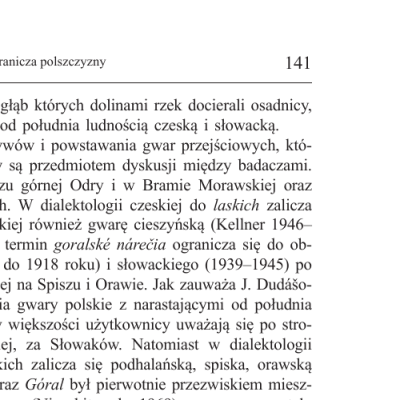 ranicza polszczyzny 141
głąb których dolinami rzek docierali osadnicy,
od południa ludnością czeską i słowacką.
wów i powstawania gwar przejściowych, któ-
są przedmiotem dyskusji między badaczami.
zu górnej Odry i w Bramie Morawskiej oraz
h. W dialektologii czeskiej do laskich zalicza
kiej również gwarę cieszyńską (Kellner 1946–
termin goralské nárečia ogranicza się do ob-
do 1918 roku) i słowackiego (1939–1945) po
ej na Spiszu i Orawie. Jak zauważa J. Dudášo-
ia gwary polskie z narastającymi od południa
w większości użytkownicy uważają się po stro-
ej, za Słowaków. Natomiast w dialektologii
kich zalicza się podhalańską, spiska, orawską
raz Góral był pierwotnie przezwiskiem miesz-